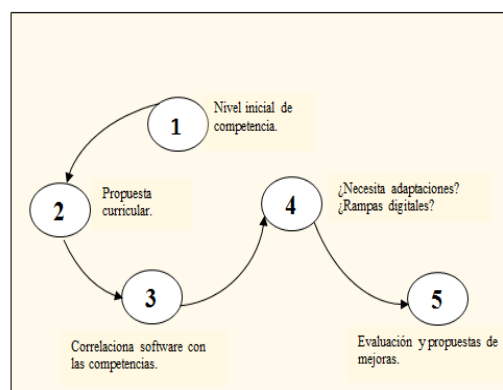 1
Nivel inicial de
competencia.
2
Propuesta
curricular.
3
Correlaciona software con
las competencias.
4
¿Necesita adaptaciones?
¿Rampas digitales?
5
Evaluación y propuestas de
mejoras.